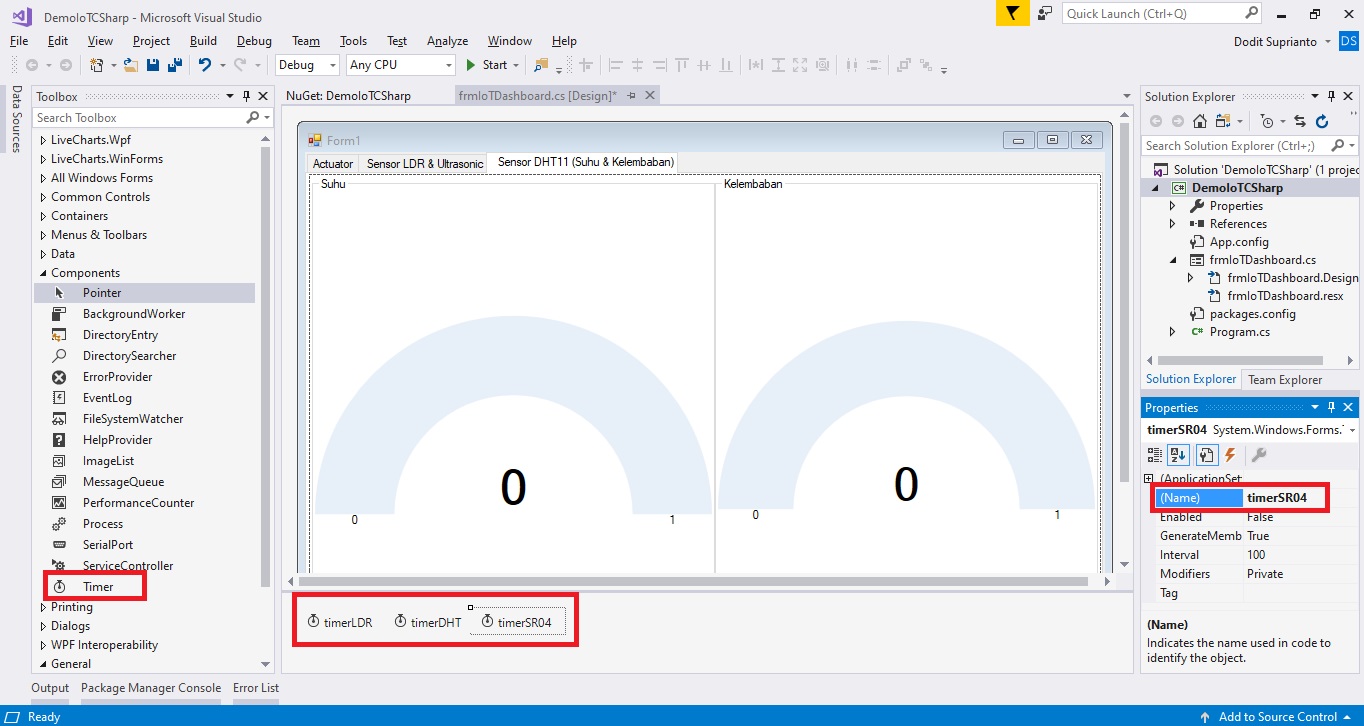 DemoIoTCSharp - Microsoft Visual Studio
Quick Launch (Ctrl+Q)
File Edit View Project Build Debug Team Tools Test Analyze Window Help
Dodit Suprianto DS
Debug Any CPU Start
Data Sources
Toolbox
Search Toolbox
LiveCharts.Wpf
LiveCharts.WinForms
All Windows Forms
Common Controls
Containers
Menus & Toolbars
Data
Components
Pointer
BackgroundWorker
DirectoryEntry
DirectorySearcher
ErrorProvider
EventLog
FileSystemWatcher
HelpProvider
ImageList
MessageQueue
PerformanceCounter
Process
SerialPort
ServiceController
Timer
Printing
Dialogs
WPF Interoperability
General
NuGet: DemoIoTCSharp frmIoTDashboard.cs [Design]*
Form1
Actuator Sensor LDR & Ultrasonic Sensor DHT11 (Suhu & Kelembaban)
Suhu Kelembaban
0 0
0 1 0 1
timerLDR timerDHT timerSR04
Solution Explorer
Search Solution Explorer (Ctrl+;)
Solution 'DemoIoTCSharp' (1 projec
C# DemoIoTCSharp
Properties
References
App.config
frmIoTDashboard.cs
frmIoTDashboard.Design
frmIoTDashboard.resx
packages.config
C# Program.cs
Solution Explorer Team Explorer
Properties
timerSR04 System.Windows.Forms.
(ApplicationSet
(Name) timerSR04
Enabled False
GenerateMemb True
Interval 100
Modifiers Private
Tag
(Name)
Indicates the name used in code to
identify the object.
Output Package Manager Console Error List
Ready Add to Source Control